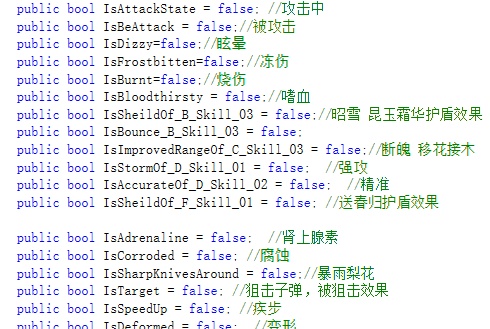 public bool IsAttackState = false; //攻击中
public bool IsBeAttack = false;//被攻击
public bool IsDizzy=false;//眩晕
public bool IsFrostbitten=false;//冻伤
public bool IsBurnt=false;//烧伤
public bool IsBloodthirsty =false;//嗜血
public bool IsSheildOf_B_Skill_03 = false;//昭雪 昆玉霜华护盾效果
public bool IsBounce_B_Skill_03 = false;
public bool IsImprovedRangeOf_C_Skill_03 = false;//断魄 移花接木
public bool IsStormOf_D_Skill_01 = false;  //强攻
public bool IsAccurateOf_D_Skill_02 = false;  //精准
public bool IsSheildOf_F_Skill_01 = false; //送春归护盾效果
public bool IsAdrenaline = false;  //肾上腺素
public bool IsCorroded = false; //腐蚀
public bool IsSharpKnivesAround = false;//暴雨梨花
public bool IsTarget = false; //狙击子弹，被狙击效果
public bool IsSpeedUp = false; //疾步
public bool IsDeformed = false; //变形